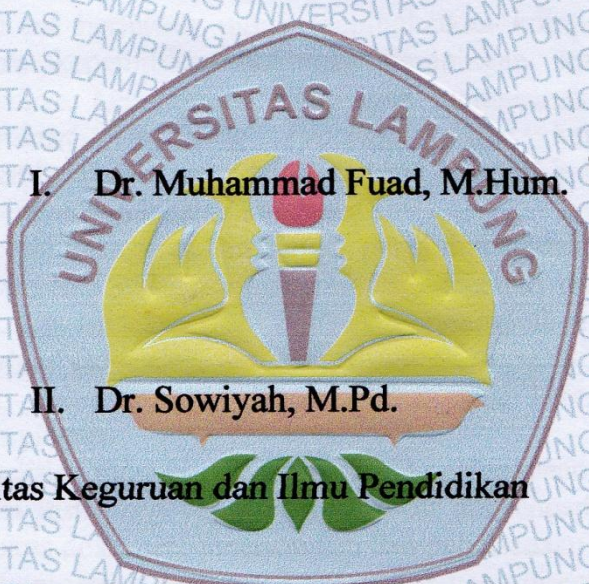 UNIVERSITAS LAMPUNG
I. Dr. Muhammad Fuad, M.Hum.
II. Dr. Sowiyah, M.Pd.
tas Keguruan dan Ilmu Pendidikan